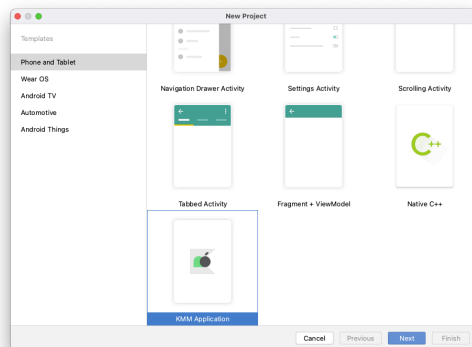 New Project
Templates
Phone and Tablet
Wear OS
Android TV
Automotive
Android Things
Navigation Drawer Activity
Settings Activity
Scrolling Activity
Tabbed Activity
Fragment + ViewModel
C++
Native C++
KMM Application
Cancel
Previous
Next
Finish